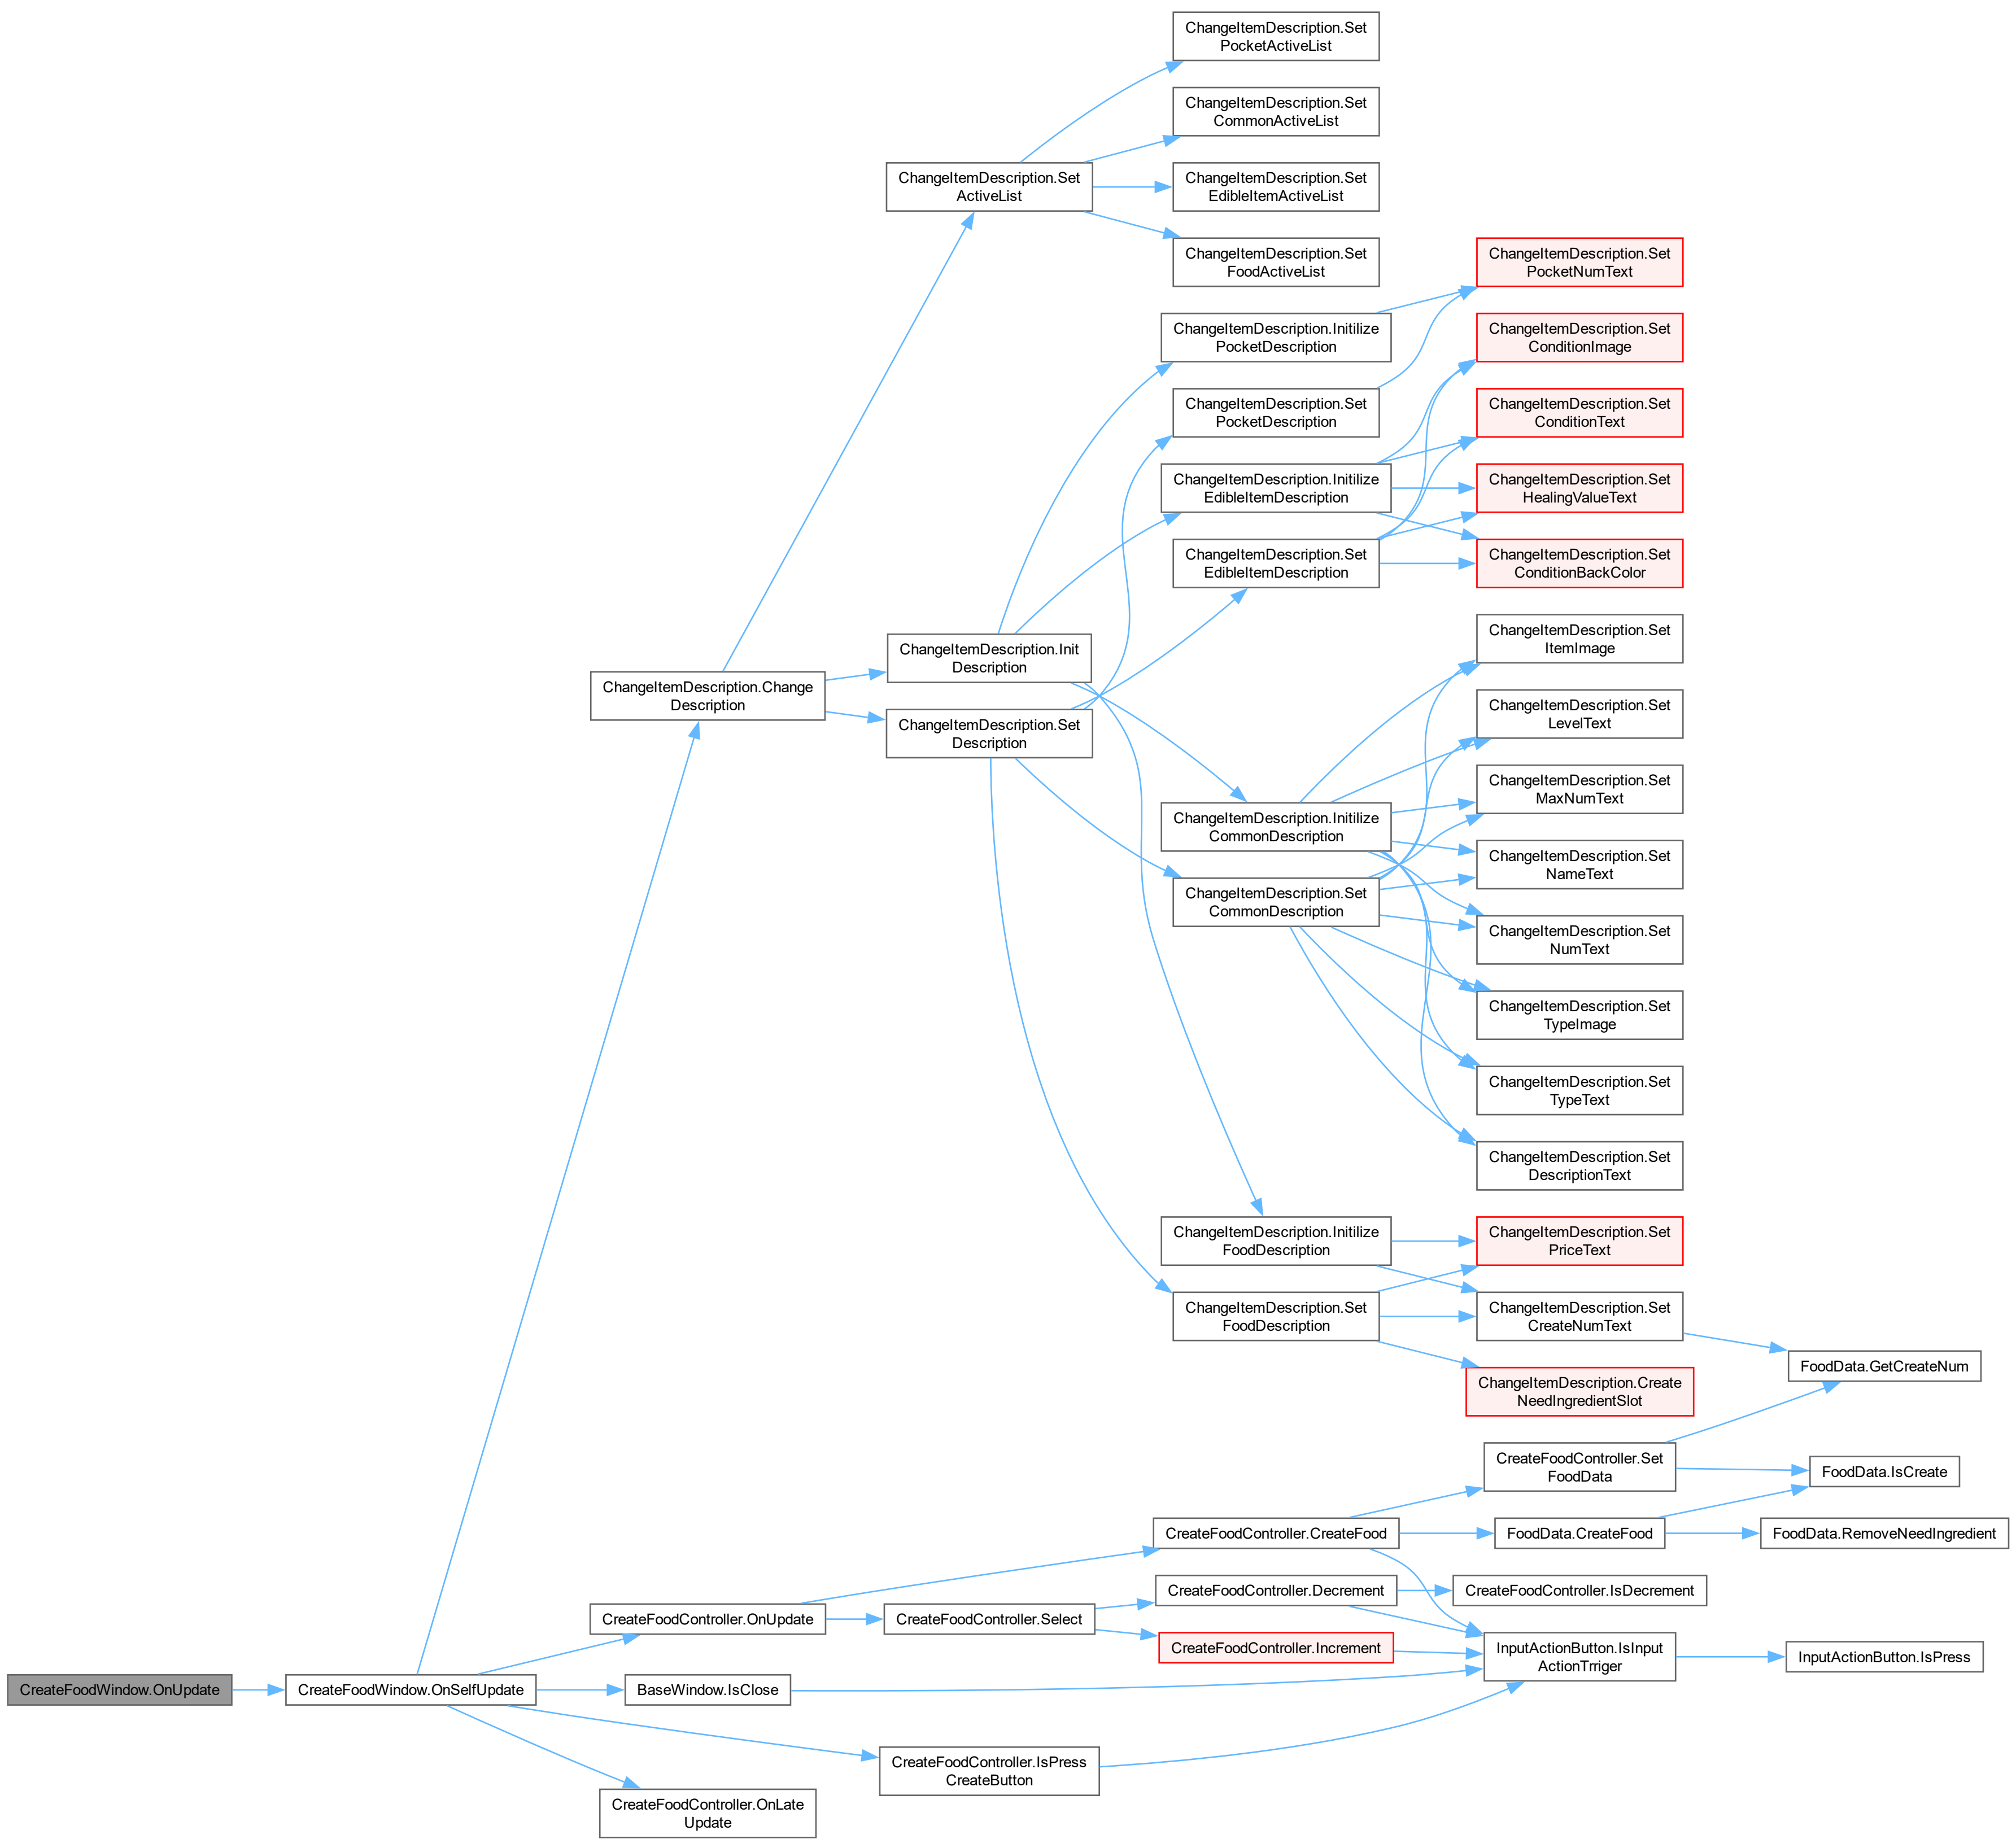 ChangeItemDescription.Set
PocketActiveList
ChangeItemDescription.Set
CommonActiveList
ChangeItemDescription.Set
ActiveList
ChangeItemDescription.Set
EdibleItemActiveList
ChangeItemDescription.Set
FoodActiveList
ChangeItemDescription.Set
PocketNumText
ChangeItemDescription.Initilize
PocketDescription
ChangeItemDescription.Set
ConditionImage
ChangeItemDescription.Set
PocketDescription
ChangeItemDescription.Set
ConditionText
ChangeItemDescription.Initilize
EdibleItemDescription
ChangeItemDescription.Set
HealingValueText
ChangeItemDescription.Set
EdibleItemDescription
ChangeItemDescription.Set
ConditionBackColor
ChangeItemDescription.Set
ItemImage
ChangeItemDescription.Init
Description
ChangeItemDescription.Change
Description
ChangeItemDescription.Set
LevelText
ChangeItemDescription.Set
Description
ChangeItemDescription.Set
MaxNumText
ChangeItemDescription.Initilize
CommonDescription
ChangeItemDescription.Set
NameText
ChangeItemDescription.Set
CommonDescription
ChangeItemDescription.Set
NumText
ChangeItemDescription.Set
TypeImage
ChangeItemDescription.Set
TypeText
ChangeItemDescription.Set
DescriptionText
ChangeItemDescription.Initilize
FoodDescription
ChangeItemDescription.Set
PriceText
ChangeItemDescription.Set
FoodDescription
ChangeItemDescription.Set
CreateNumText
FoodData.GetCreateNum
ChangeItemDescription.Create
NeedIngredientSlot
CreateFoodController.Set
FoodData
FoodData.IsCreate
CreateFoodController.CreateFood
FoodData.CreateFood
FoodData.RemoveNeedIngredient
CreateFoodController.Decrement
CreateFoodController.IsDecrement
CreateFoodController.OnUpdate
CreateFoodController.Select
CreateFoodController.Increment
InputActionButton.IsInput
ActionTrriger
InputActionButton.IsPress
CreateFoodWindow.OnUpdate
CreateFoodWindow.OnSelfUpdate
BaseWindow.IsClose
CreateFoodController.IsPress
CreateButton
CreateFoodController.OnLate
Update